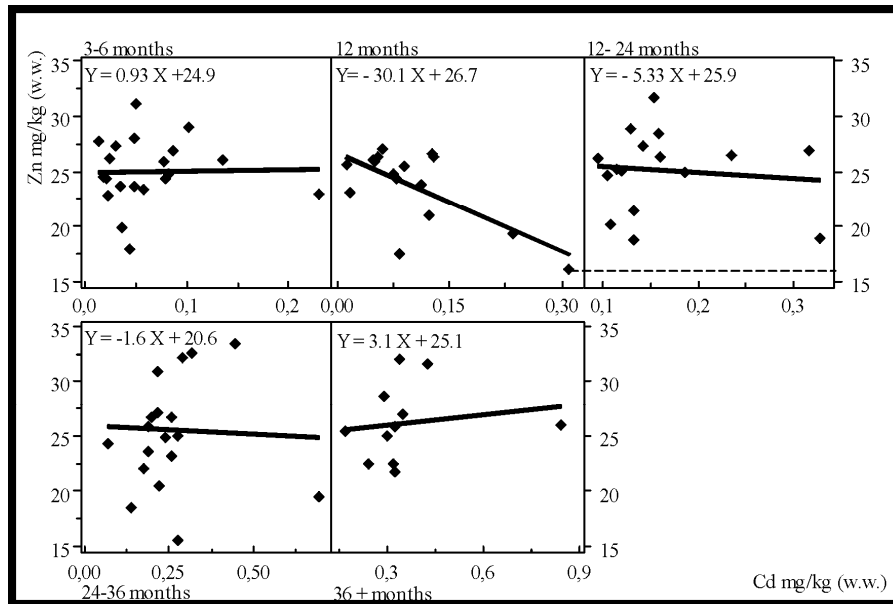 3-6 months
12 months
12- 24 months
Zn mg/kg (w.w.)
35
30
25
20
15
Y = 0.93 X +24.9
Y= - 30.1 X + 26.7
Y = - 5.33 X + 25.9
35
30
25
20
15
0,0
0,1
0,2
0,00
0,15
0,30
0,1
0,2
0,3
35
30
25
20
15
Y = -1.6 X + 20.6
Y = 3.1 X + 25.1
35
30
25
20
15
0,00
0,25
0,50
0,3
0,6
0,9
24-36 months
36 + months
Cd mg/kg (w.w.)